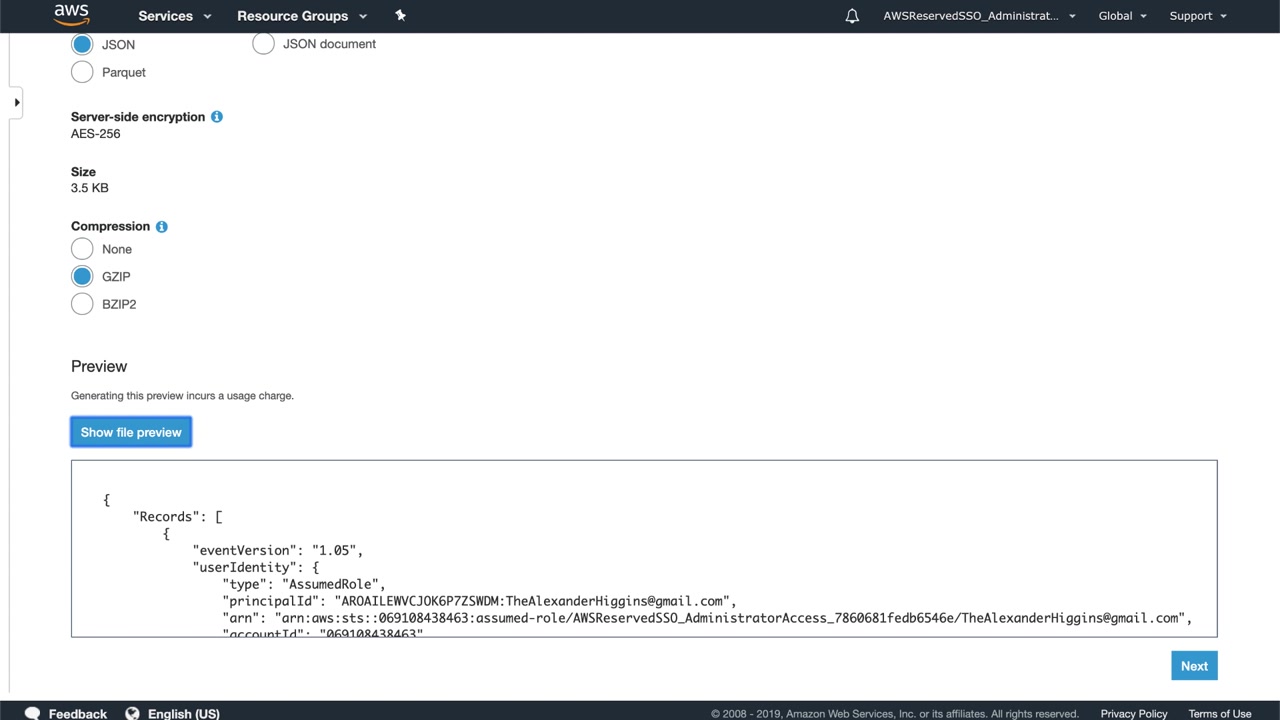 aws Services Resource Groups AWSReservedSSO_Administrat... Global Support
JSON JSON document
Parquet
Server-side encryption
AES-256
Size
3.5 KB
Compression
None
GZIP
BZIP2
Preview
Generating this preview incurs a usage charge.
Show file preview
{
"Records": [
{
"eventVersion": "1.05",
"userIdentity": {
"type": "AssumedRole",
"principalId": "AROAILEWVCJOK6P7ZSWDM:TheAlexanderHiggins@gmail.com",
"arn": "arn:aws:sts::069108438463:assumed-role/AWSReservedSSO_AdministratorAccess_7860681fedb6546e/TheAlexanderHiggins@gmail.com",
"accountId": "069108438463"
Next
Feedback English (US) © 2008 - 2019, Amazon Web Services, Inc. or its affiliates. All rights reserved. Privacy Policy Terms of Use